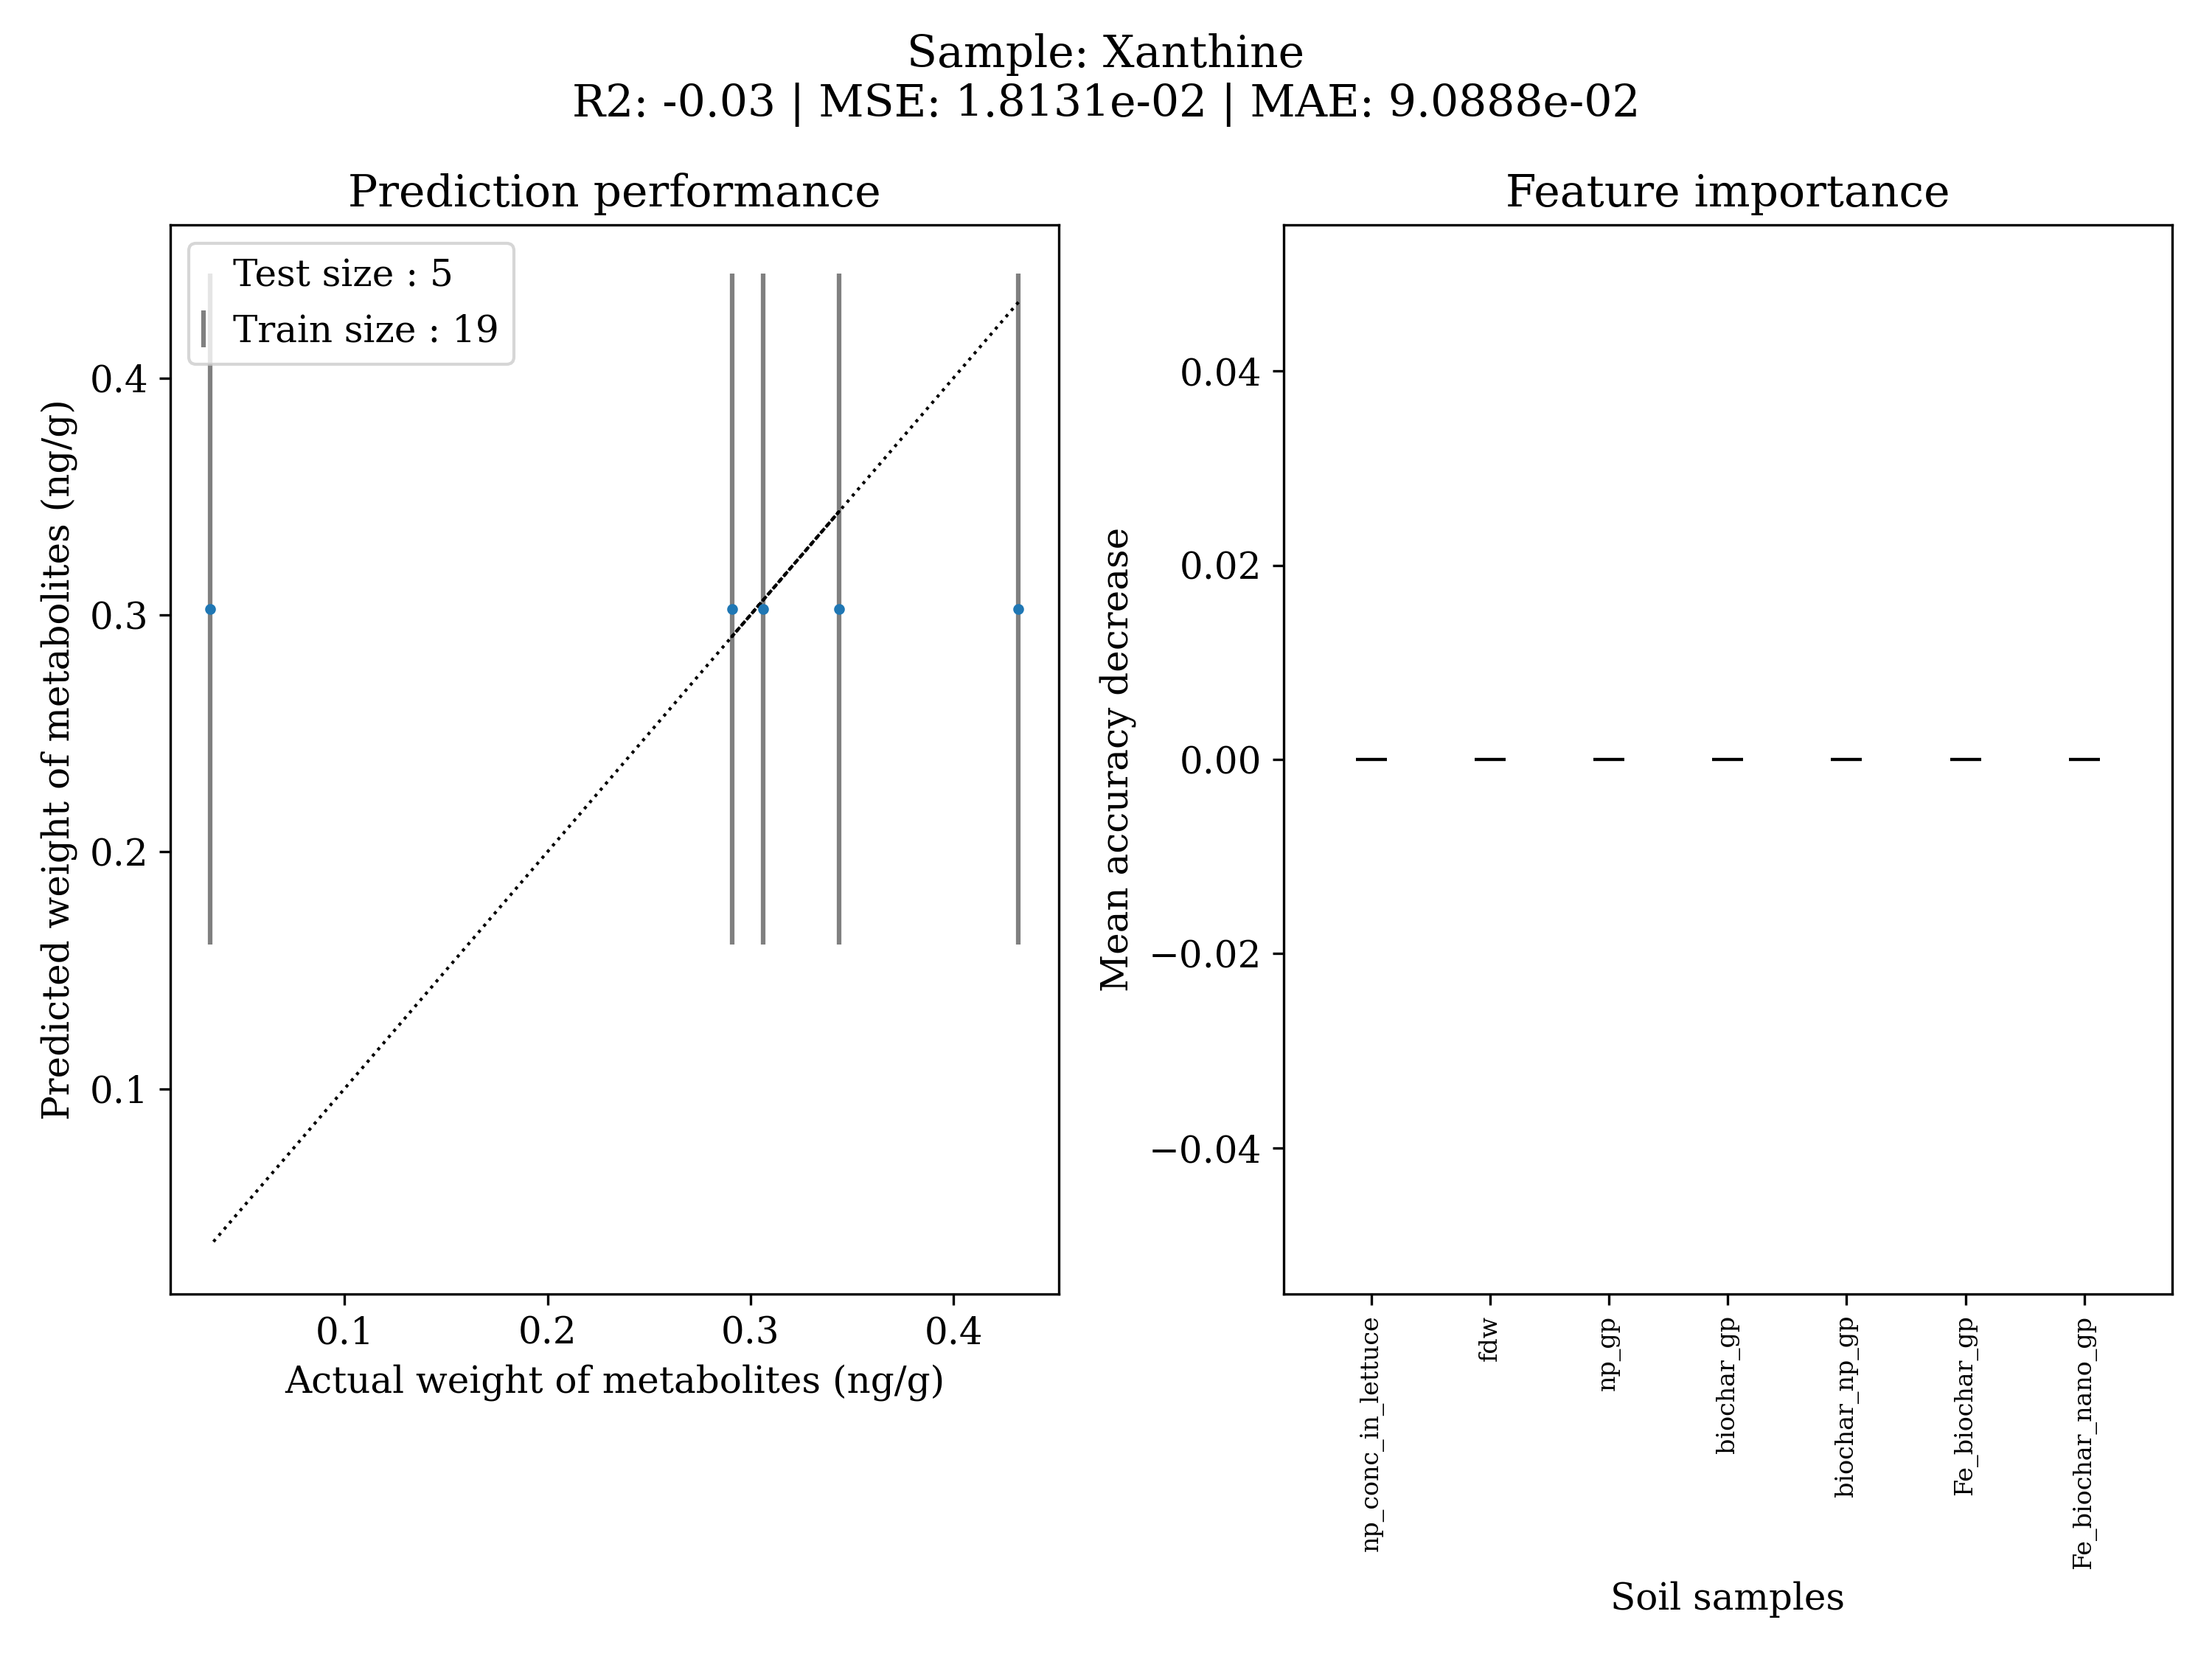 Sample: Xanthine
R2: -0.03 | MSE: 1.8131e-02 | MAE: 9.0888e-02
Prediction performance
Test size : 5
Train size : 19
Predicted weight of metabolites (ng/g)
0.4
0.3
0.2
0.1
0.1 0.2 0.3 0.4
Actual weight of metabolites (ng/g)
Feature importance
Mean accuracy decrease
0.04
0.02
0.00
−0.02
−0.04
np_conc_in_lettuce
fdw
np_gp
biochar_gp
biochar_np_gp
Fe_biochar_gp
Fe_biochar_nano_gp
Soil samples